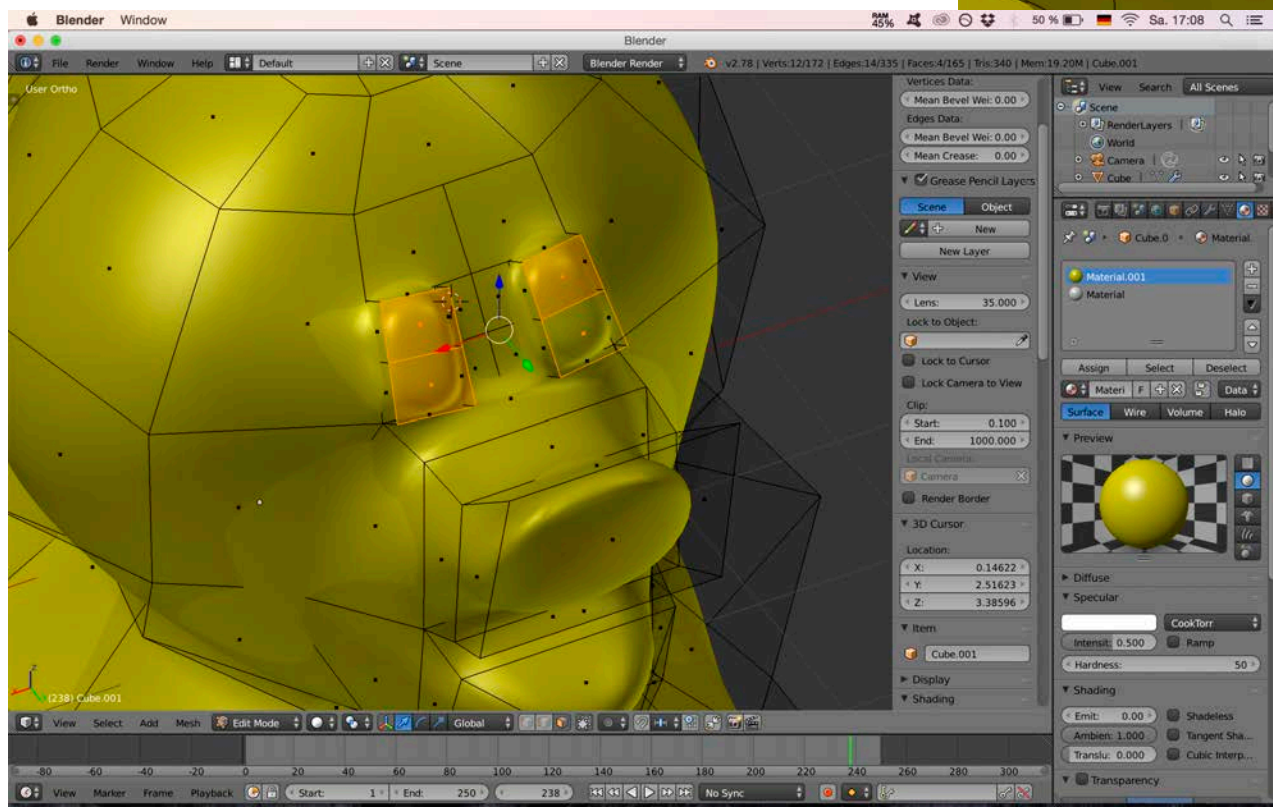 Blender Window
RAM 45% 50 % Sa. 17:08
Blender
File Render Window Help Default Scene Blender Render v2.78 | Verts:12/172 | Edges:14/335 | Faces:4/165 | Tris:340 | Mem:19.20M | Cube.001
User Ortho
(238) Cube.001
z
Vertices Data:
Mean Bevel Wei: 0.00
Edges Data:
Mean Bevel Wei: 0.00
Mean Crease: 0.00
Grease Pencil Layers
Scene Object
New
New Layer
View
Lens: 35.000
Lock to Object:
Lock to Cursor
Lock Camera to View
Clip:
Start: 0.100
End: 1000.000
Local Camera:
Camera
Render Border
3D Cursor
Location:
X: 0.14622
Y: 2.51623
Z: 3.38596
Item
Cube.001
Display
Shading
View Search All Scenes
Scene
RenderLayers
World
Camera
Cube
Cube.0 Material.
Material.001
Material
Assign Select Deselect
Materi F Data
Surface Wire Volume Halo
Preview
Diffuse
Specular
CookTorr
Intensit: 0.500 Ramp
Hardness: 50
Shading
Emit: 0.00 Shadeless
Ambien: 1.000 Tangent Sha...
Translu: 0.000 Cubic Interp...
Transparency
View Select Add Mesh Edit Mode Global
-80 -60 -40 -20 0 20 40 60 80 100 120 140 160 180 200 220 240 260 280 300
View Marker Frame Playback Start: 1 End: 250 238 No Sync